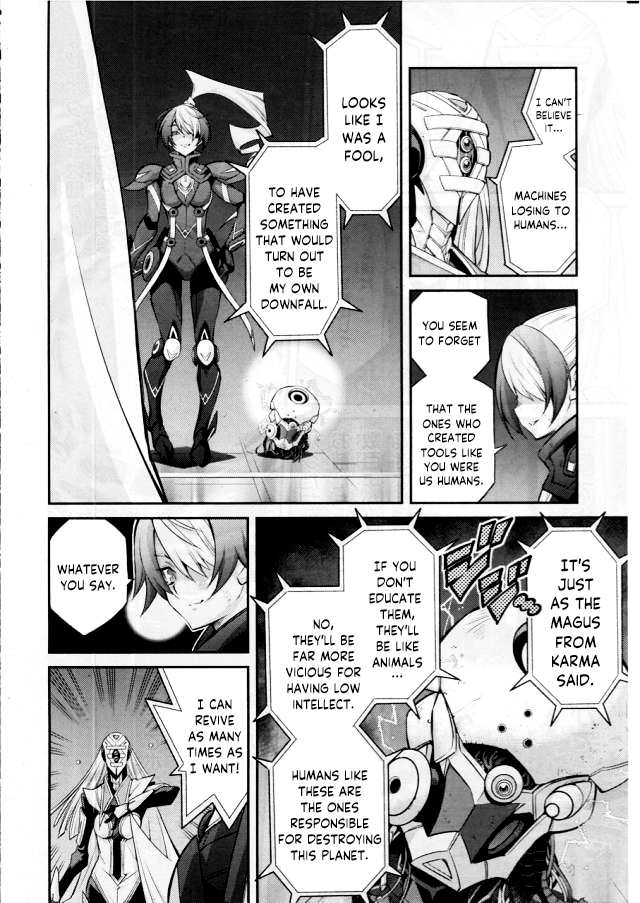 I CAN'T
BELIEVE
IT...
MACHINES
LOSING TO
HUMANS...
YOU SEEM
TO FORGET
THAT THE
ONES WHO
CREATED
TOOLS LIKE
YOU WERE
US HUMANS.
LOOKS
LIKE I
WAS A
FOOL,
TO HAVE
CREATED
SOMETHING
THAT WOULD
TURN OUT
TO BE
MY OWN
DOWNFALL.
IT'S
JUST
AS THE
MAGUS
FROM
KARMA
SAID.
IF YOU
DON'T
EDUCATE
THEM,
THEY'LL
BE LIKE
ANIMALS
...
NO,
THEY'LL
BE FAR
MORE
VICIOUS FOR
HAVING LOW
INTELLECT.
HUMANS LIKE
THESE ARE
THE ONES
RESPONSIBLE
FOR DESTROYING
THIS PLANET.
WHATEVER
YOU SAY.
I CAN
REVIVE
AS MANY
TIMES AS
I WANT!